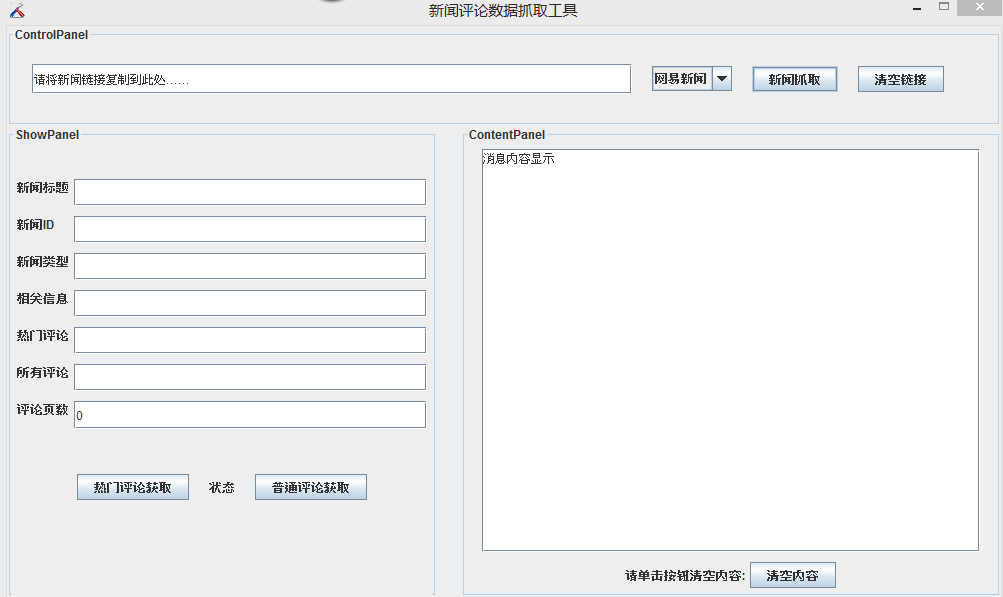 新闻评论数据抓取工具
ControlPanel
请将新闻链接复制到此处……
网易新闻
新闻抓取
清空链接
ShowPanel
新闻标题
新闻ID
新闻类型
相关信息
热门评论
所有评论
评论页数
0
热门评论获取
状态
普通评论获取
ContentPanel
消息内容显示
请单击按钮清空内容:
清空内容